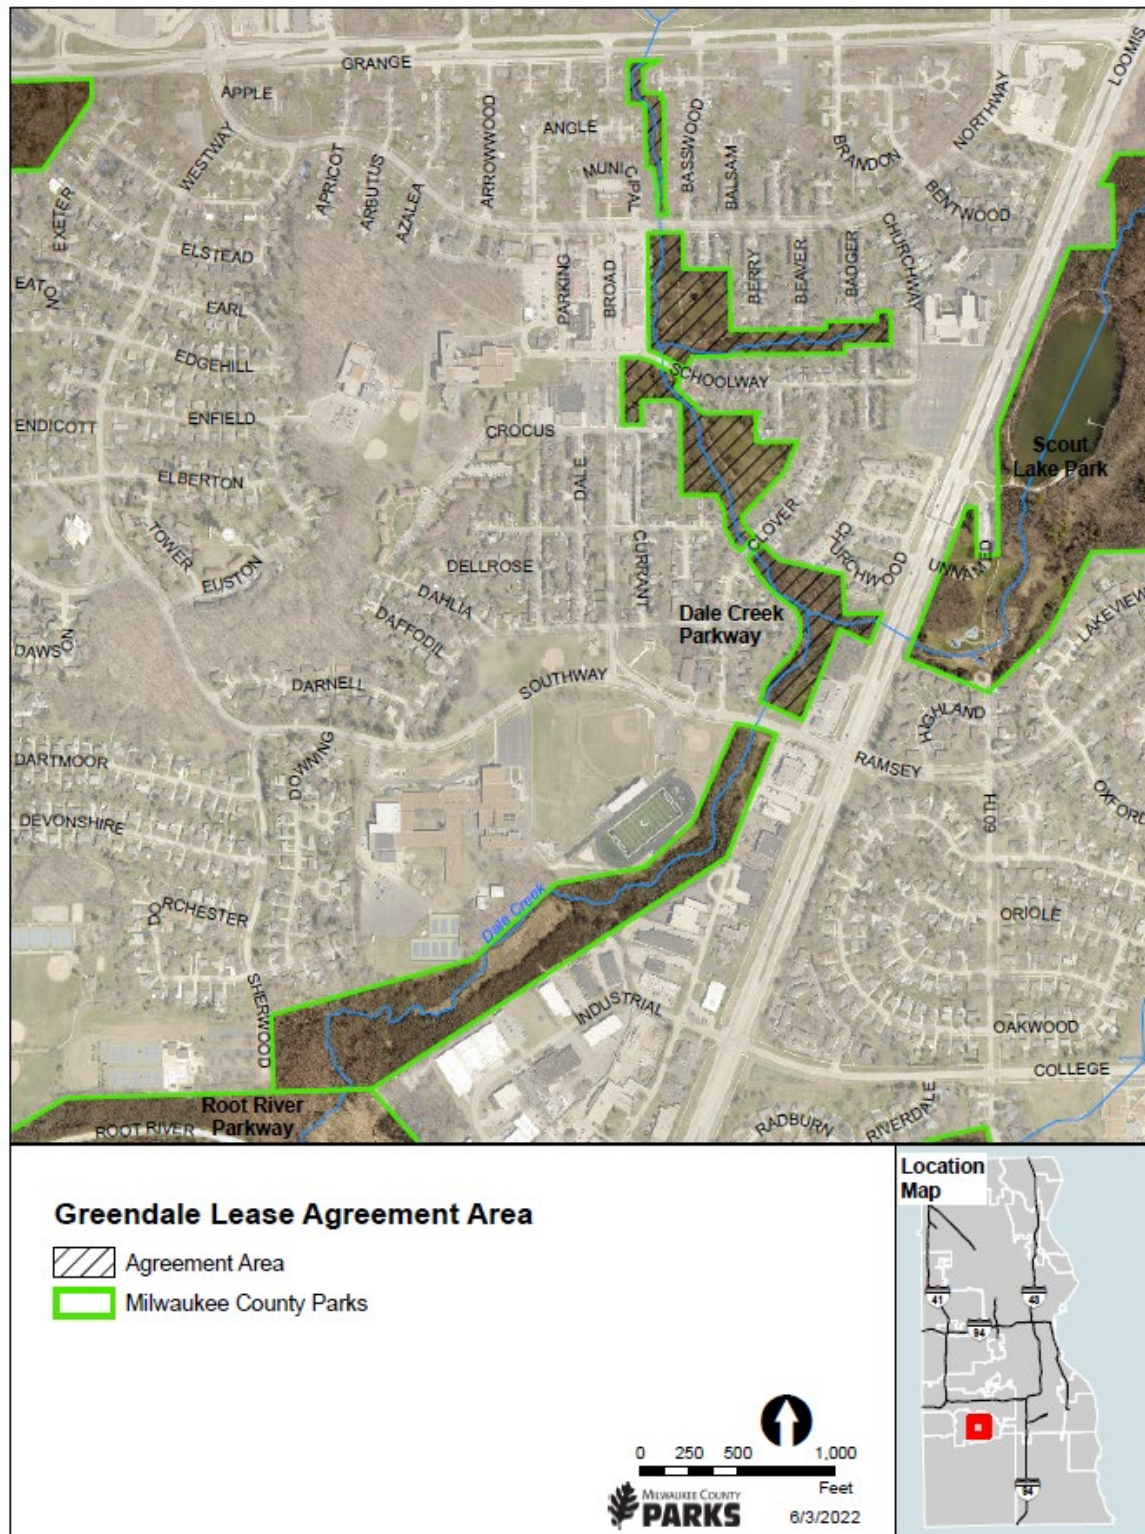 GRANGE
LOOMIS
APPLE
ANGLE
NORTHWAY
WESTWAY
APRICOT
ARBUTUS
AZALEA
ARROWWOOD
MUNICIPAL
BASSWOOD
BALSAM
BRANDON
BENTWOOD
EXETER
ELSTEAD
CHURCHWAY
EATON
EARL
PARKING
BROAD
BERRY
BEAVER
BADGER
EDGEHILL
SCHOOLWAY
ENDICOTT
ENFIELD
CROCUS
Scout
Lake Park
ELBERTON
DALE
TOWER
EUSTON
DELLROSE
CURRANT
CLOVER
CHURCHWOOD
UNNAMED
DAHLIA
DAFFODIL
Dale Creek
Parkway
LAKEVIEW
DAWSON
DARNELL
SOUTHWAY
HIGHLAND
DARTMOOR
DOWNING
RAMSEY
OXFORD
DEVONSHIRE
60TH
DORCHESTER
Dale Creek
ORIOLE
SHERWOOD
INDUSTRIAL
OAKWOOD
COLLEGE
Root River
Parkway
ROOT RIVER
RADBURN
RIVERDALE
Greendale Lease Agreement Area
Agreement Area
Milwaukee County Parks
0 250 500 1,000
Feet
MILWAUKEE COUNTY
PARKS
6/3/2022
Location
Map
41
43
94
94